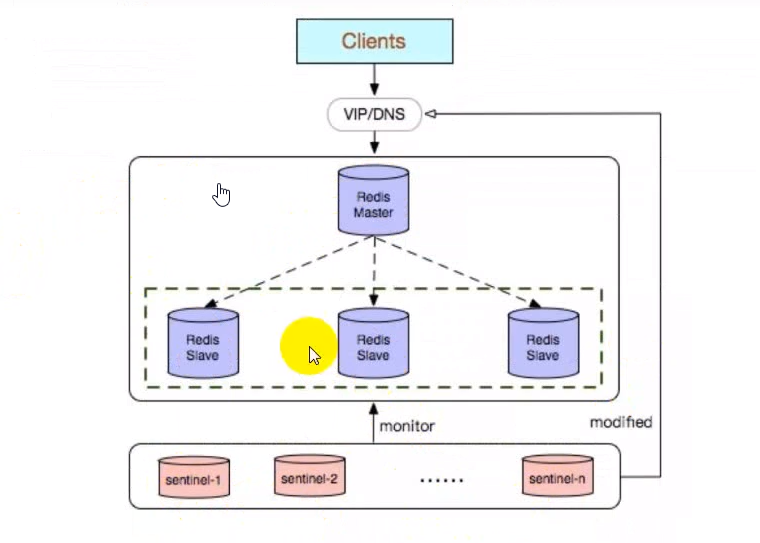 Clients
VIP/DNS
Redis
Master
Redis
Slave
Redis
Slave
Redis
Slave
monitor
modified
sentinel-1
sentinel-2
......
sentinel-n